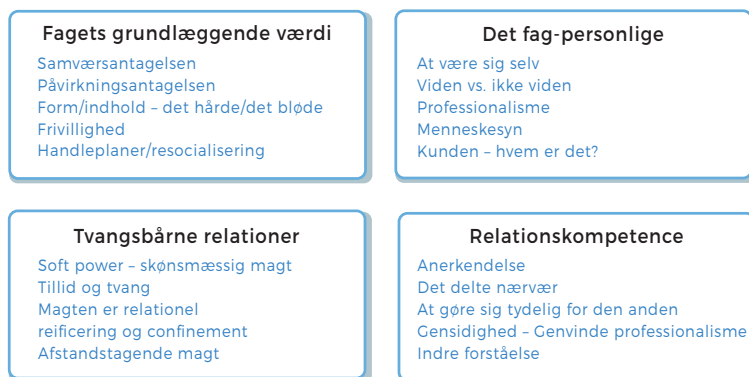 Fagets grundlæggende værdi
Samværsantagelsen
Påvirkningsantagelsen
Form/indhold – det hårde/det bløde
Frivillighed
Handleplaner/resocialisering
Det fag-personlige
At være sig selv
Viden vs. ikke viden
Professionalisme
Menneskesyn
Kunden – hvem er det?
Tvangsbårne relationer
Soft power – skønsmæssig magt
Tillid og tvang
Magten er relationel
reificering og confinement
Afstandstagende magt
Relationskompetence
Anerkendelse
Det delte nærvær
At gøre sig tydelig for den anden
Gensidighed – Genvinde professionalisme
Indre forståelse